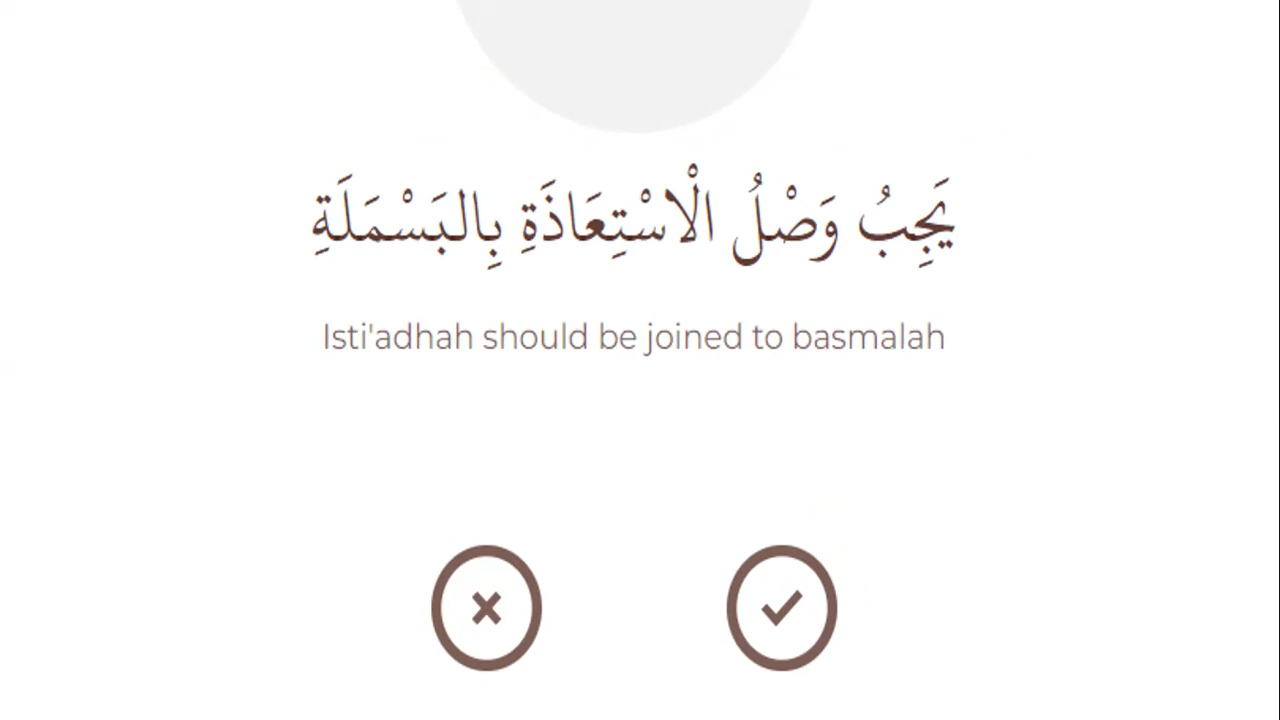 يَجِبُ وَصْلُ الْاسْتِعَاذَةِ بِالبَسْمَلَةِ
Isti'adhah should be joined to basmalah